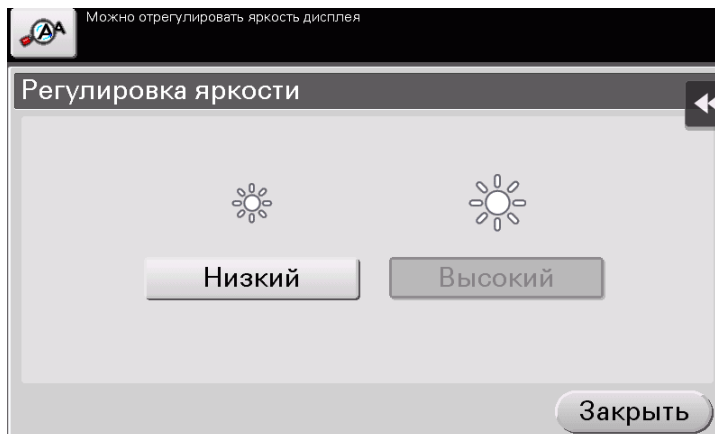 Можно отрегулировать яркость дисплея
Регулировка яркости
Низкий
Высокий
Закрыть